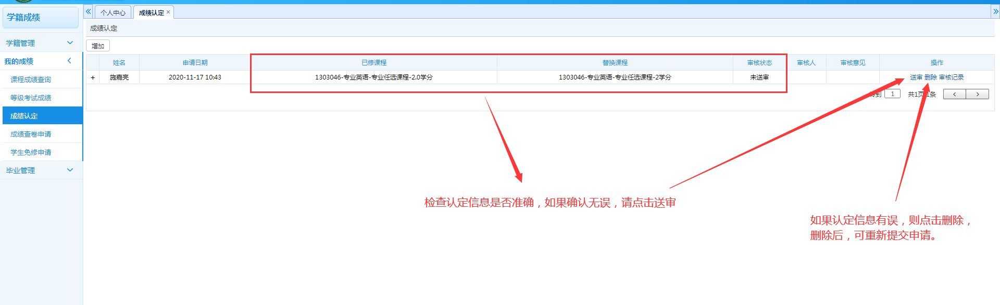 学籍成绩
个人中心
成绩认定 ×
成绩认定
学籍管理
增加
我的成绩
姓名 申请日期 已修课程 替换课程 审核状态 审核人 审核意见 操作
+ 施嘉亮 2020-11-17 10:43 1303046-专业英语-专业任选课程-2.0学分 1303046-专业英语-专业任选课程-2学分 未送审 送审 删除 审核记录
课程成绩查询
到 1 共1页 1条 < >
等级考试成绩
成绩认定
成绩查卷申请
学生免修申请
毕业管理
检查认定信息是否准确，如果确认无误，请点击送审
如果认定信息有误，则点击删除，
删除后，可重新提交申请。